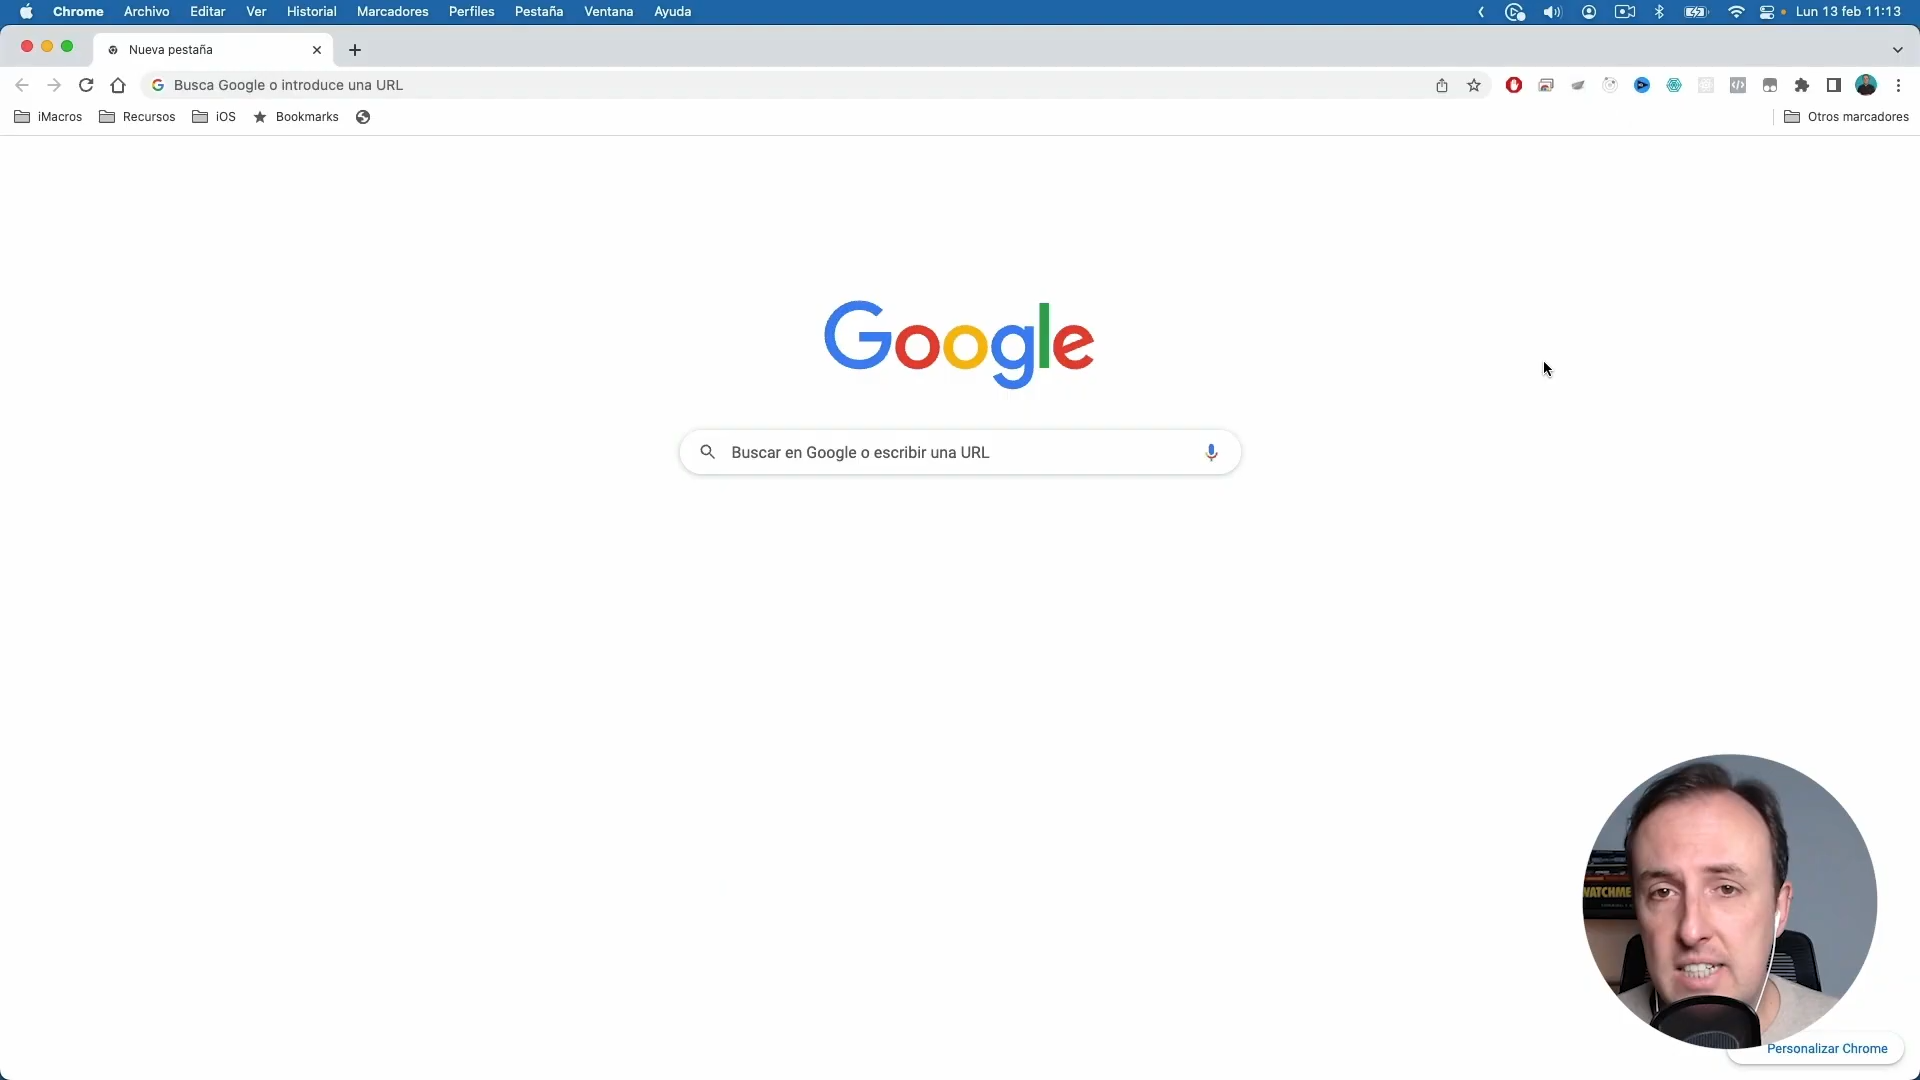 Chrome Archivo Editar Ver Historial Marcadores Perfiles Pestaña Ventana Ayuda Lun 13 feb 11:13
Nueva pestaña
Busca Google o introduce una URL
iMacros Recursos iOS Bookmarks Otros marcadores
Google
Buscar en Google o escribir una URL
WATCHME
Personalizar Chrome